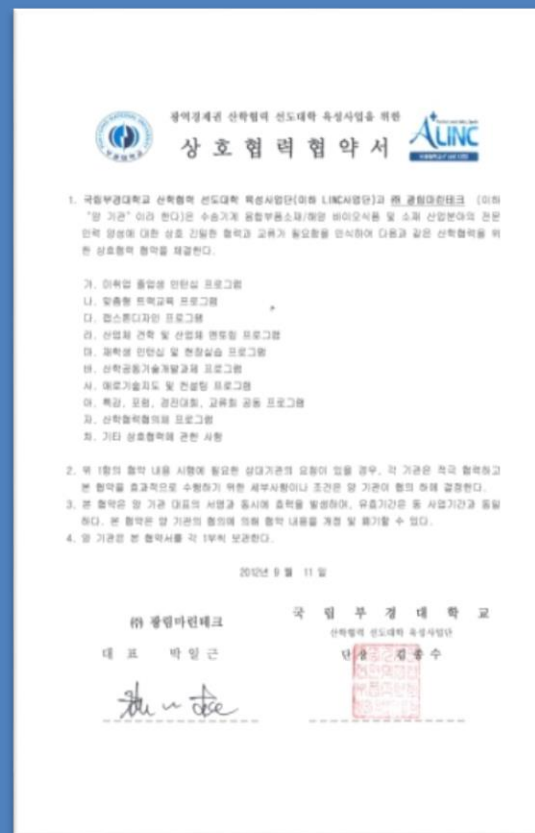 광역경제권 산학협력 선도대학 육성사업을 위한
상호협력협약서
ALINC
1. 국립부경대학교 산학협력 선도대학 육성사업단(이하 LINC사업단)과 ㈜ 광림마린테크 (이하
"양 기관"이라 한다)은 수송기계 융합부품소재/해양 바이오식품 및 소재 산업분야의 전문
인력 양성에 대한 상호 긴밀한 협력과 교류가 필요함을 인식하여 다음과 같은 산학협력을 위
한 상호협력 협약을 체결한다.
가. 미취업 졸업생 인턴십 프로그램
나. 맞춤형 트랙교육 프로그램
다. 캡스톤디자인 프로그램
라. 산업체 견학 및 산업체 멘토링 프로그램
마. 재학생 인턴십 및 현장실습 프로그램
바. 산학공동기술개발과제 프로그램
사. 애로기술지도 및 컨설팅 프로그램
아. 특강, 포럼, 경진대회, 교류회 공동 프로그램
자. 산학협력협의체 프로그램
차. 기타 상호협력에 관한 사항
2. 위 1항의 협약 내용 시행에 필요한 상대기관의 요청이 있을 경우, 각 기관은 적극 협력하고
본 협약을 효과적으로 수행하기 위한 세부사항이나 조건은 양 기관이 협의 하에 결정한다.
3. 본 협약은 양 기관 대표의 서명과 동시에 효력을 발생하며, 유효기간은 동 사업기간과 동일
하다. 본 협약은 양 기관의 협의에 의해 협약 내용을 개정 및 폐기할 수 있다.
4. 양 기관은 본 협약서를 각 1부씩 보관한다.
2012년 9 월 11 일
㈜ 광림마린테크
대 표 박일근
국 립 부 경 대 학 교
산학협력 선도대학 육성사업단
단장 김종수